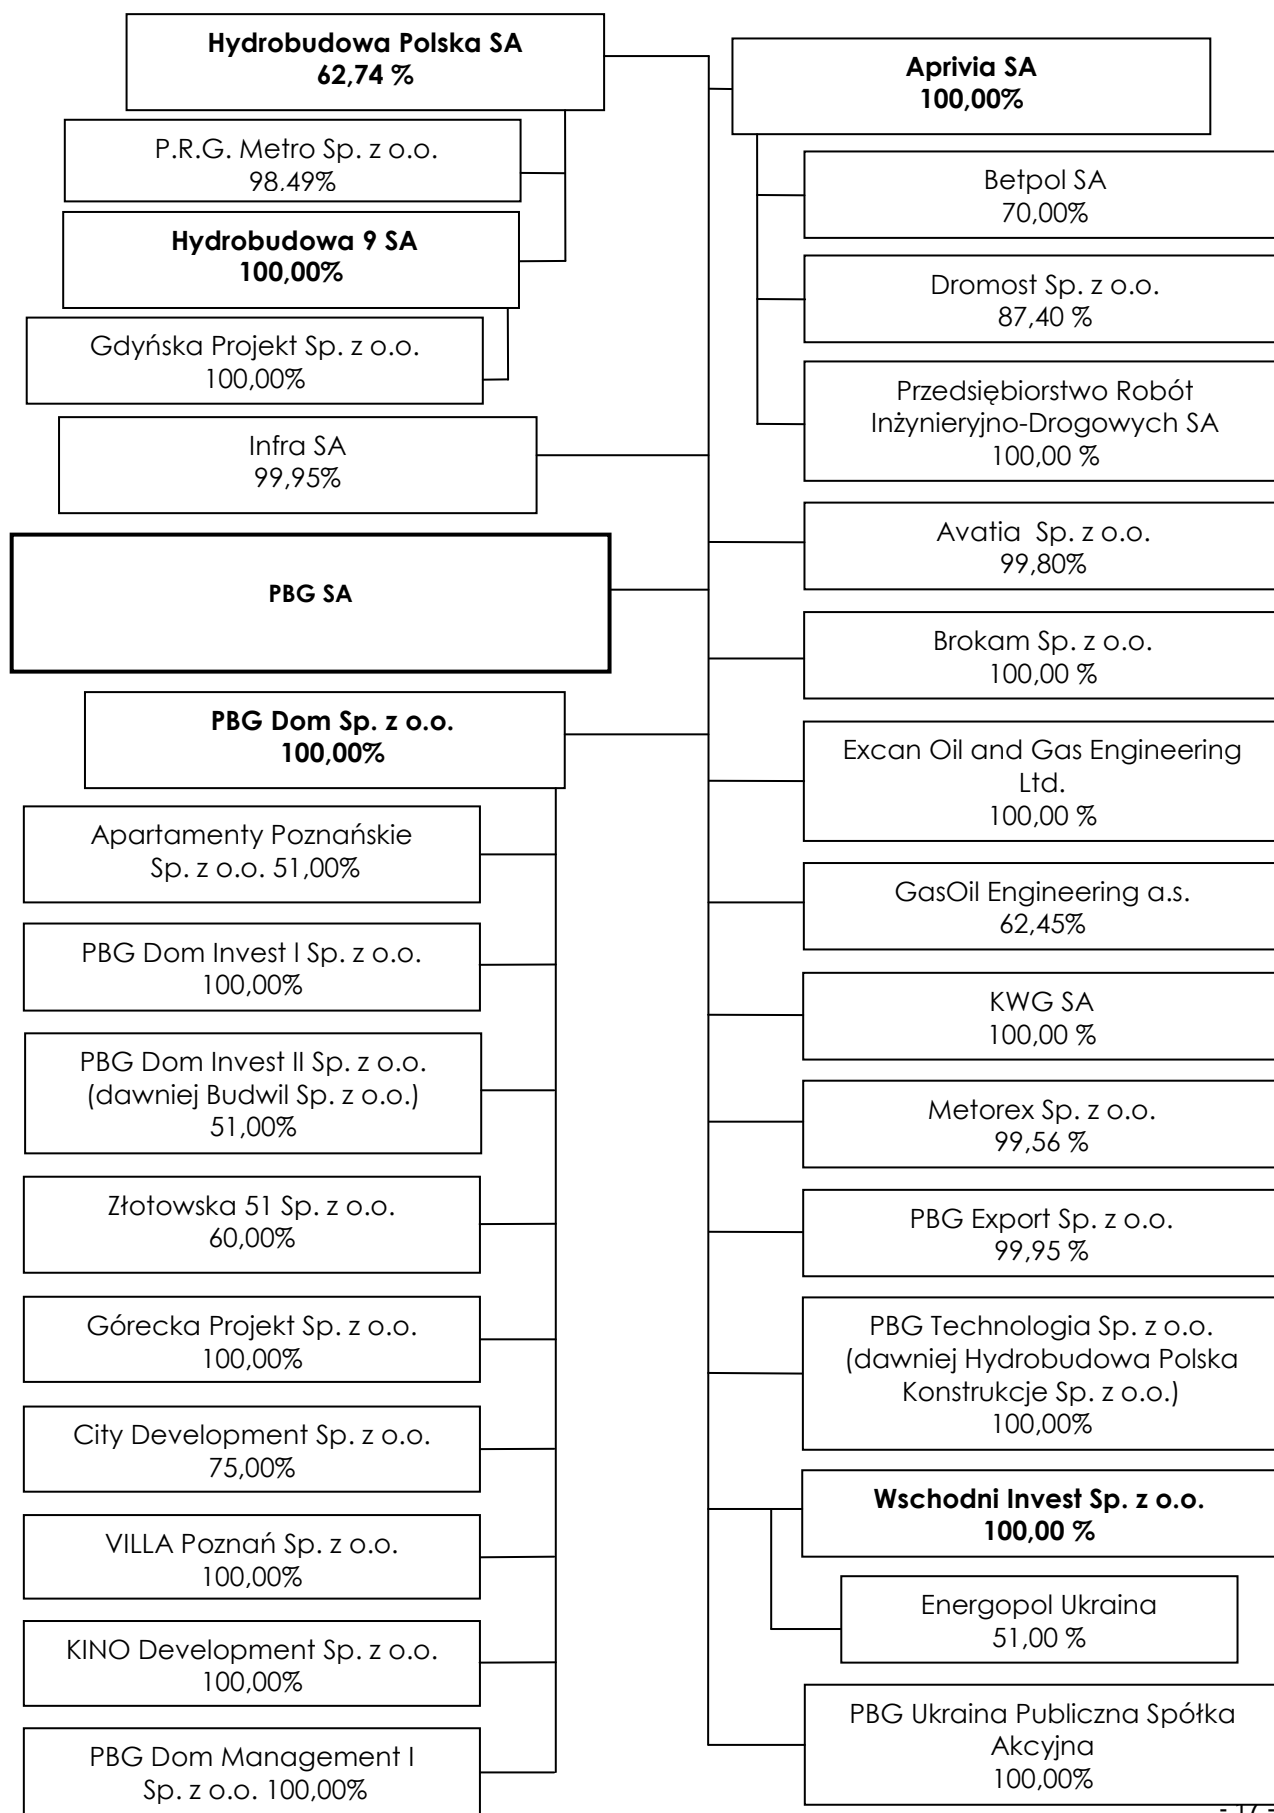 Hydrobudowa Polska SA
62,74 %
P.R.G. Metro Sp. z o.o.
98,49%
Hydrobudowa 9 SA
100,00%
Gdyńska Projekt Sp. z o.o.
100,00%
Infra SA
99,95%
PBG SA
PBG Dom Sp. z o.o.
100,00%
Apartamenty Poznańskie
Sp. z o.o. 51,00%
PBG Dom Invest I Sp. z o.o.
100,00%
PBG Dom Invest II Sp. z o.o.
(dawniej Budwil Sp. z o.o.)
51,00%
Złotowska 51 Sp. z o.o.
60,00%
Górecka Projekt Sp. z o.o.
100,00%
City Development Sp. z o.o.
75,00%
VILLA Poznań Sp. z o.o.
100,00%
KINO Development Sp. z o.o.
100,00%
PBG Dom Management I
Sp. z o.o. 100,00%
Aprivia SA
100,00%
Betpol SA
70,00%
Dromost Sp. z o.o.
87,40 %
Przedsiębiorstwo Robót
Inżynieryjno-Drogowych SA
100,00 %
Avatia  Sp. z o.o.
99,80%
Brokam Sp. z o.o.
100,00 %
Excan Oil and Gas Engineering
Ltd.
100,00 %
GasOil Engineering a.s.
62,45%
KWG SA
100,00 %
Metorex Sp. z o.o.
99,56 %
PBG Export Sp. z o.o.
99,95 %
PBG Technologia Sp. z o.o.
(dawniej Hydrobudowa Polska
Konstrukcje Sp. z o.o.)
100,00%
Wschodni Invest Sp. z o.o.
100,00 %
Energopol Ukraina
51,00 %
PBG Ukraina Publiczna Spółka
Akcyjna
100,00%
- 17 -